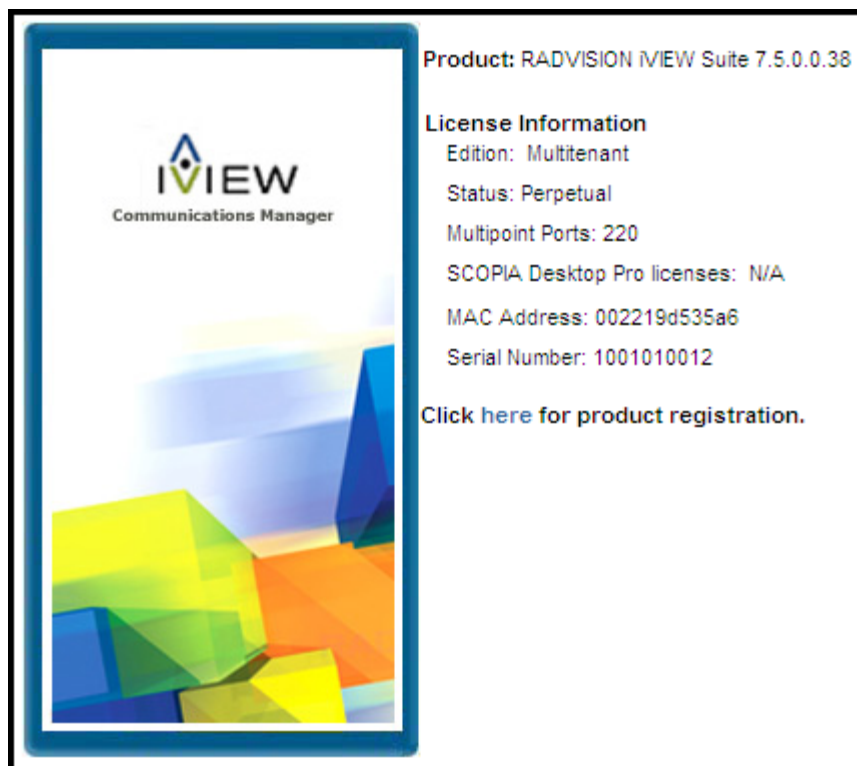 iVIEW
Communications Manager
Product: RADVISION iVIEW Suite 7.5.0.0.38
License Information
Edition: Multitenant
Status: Perpetual
Multipoint Ports: 220
SCOPIA Desktop Pro licenses: N/A
MAC Address: 002219d535a6
Serial Number: 1001010012
Click here for product registration.